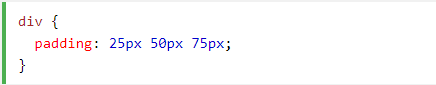 div {
  padding: 25px 50px 75px;
}